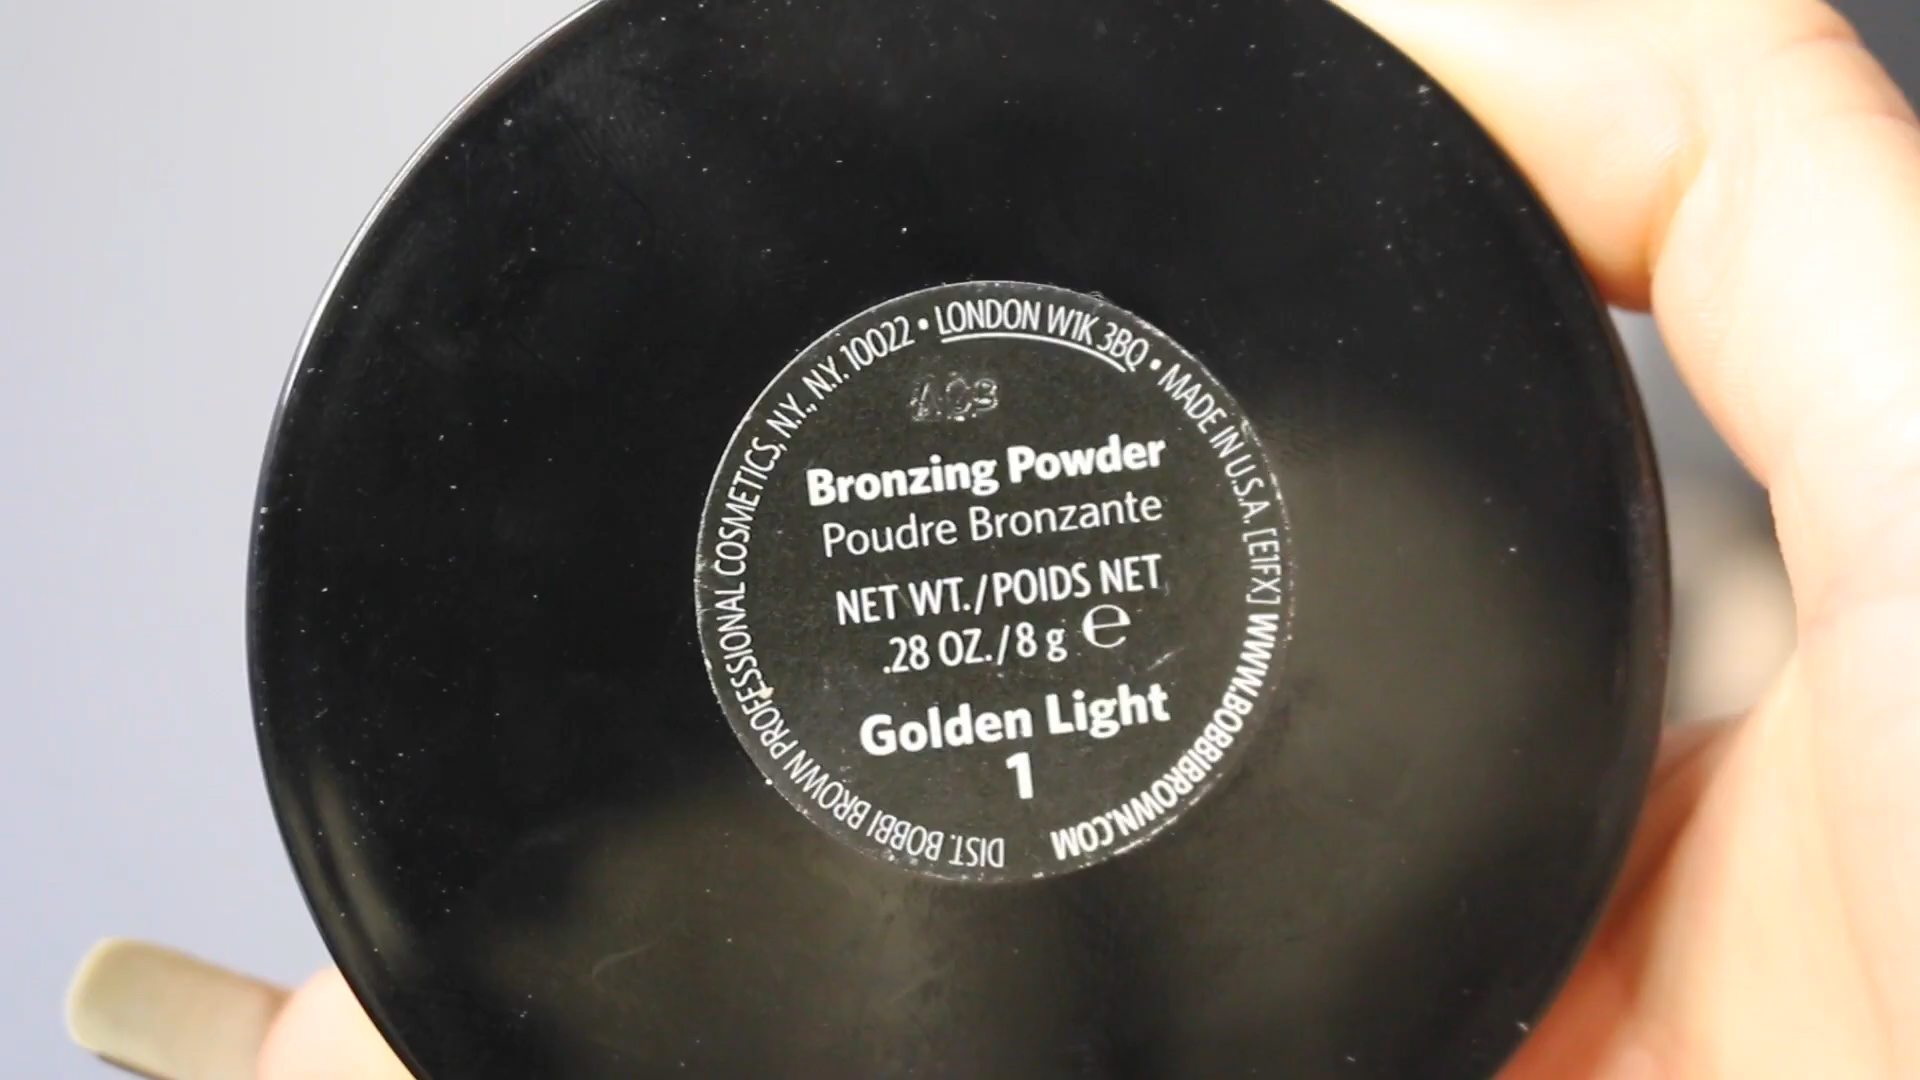 DIST. BOBBI BROWN PROFESSIONAL COSMETICS, N.Y., N.Y. 10022 • LONDON W1K 3BQ • MADE IN U.S.A. [E1FX] WWW.BOBBIBROWN.COM
Bronzing Powder
Poudre Bronzante
NET WT./POIDS NET
.28 OZ./8 g ℮
Golden Light
1